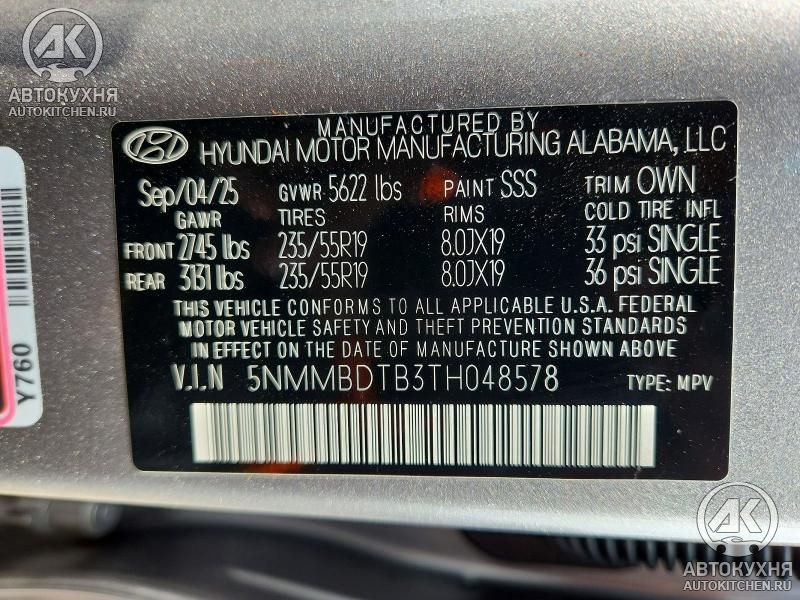 АВТОКУХНЯ
AUTOKITCHEN.RU
MANUFACTURED BY
HYUNDAI MOTOR MANUFACTURING ALABAMA, LLC
Sep/04/25 GVWR 5622 lbs PAINT SSS TRIM OWN
GAWR TIRES RIMS COLD TIRE INFL
FRONT 2745 lbs 235/55R19 8.0JX19 33 psi SINGLE
REAR 3131 lbs 235/55R19 8.0JX19 36 psi SINGLE
THIS VEHICLE CONFORMS TO ALL APPLICABLE U.S.A. FEDERAL
MOTOR VEHICLE SAFETY AND THEFT PREVENTION STANDARDS
IN EFFECT ON THE DATE OF MANUFACTURE SHOWN ABOVE.
V.I.N 5NMMBDTB3TH048578 TYPE: MPV
Y760
АВТОКУХНЯ
AUTOKITCHEN.RU